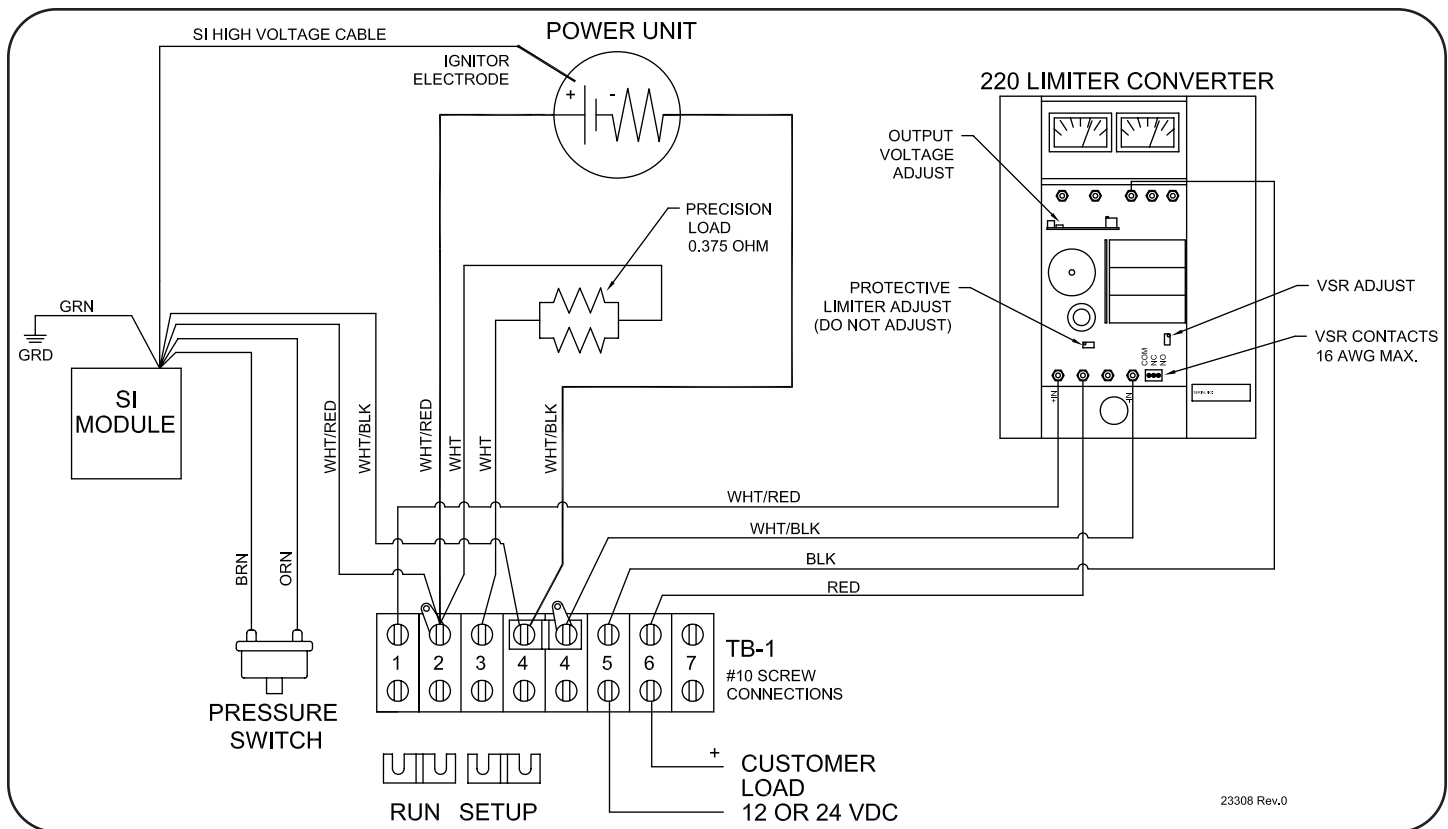 SI HIGH VOLTAGE CABLE
POWER UNIT
IGNITOR
ELECTRODE
+
-
220 LIMITER CONVERTER
OUTPUT
VOLTAGE
ADJUST
PRECISION
LOAD
0.375 OHM
PROTECTIVE
LIMITER ADJUST
(DO NOT ADJUST)
VSR ADJUST
VSR CONTACTS
16 AWG MAX.
COM
NC
NO
+IN
-IN
GRN
GRD
SI
MODULE
WHT/RED
WHT/BLK
WHT/RED
WHT
WHT
WHT/BLK
WHT/RED
WHT/BLK
BLK
RED
BRN
ORN
PRESSURE
SWITCH
1
2
3
4
4
5
6
7
TB-1
#10 SCREW
CONNECTIONS
RUN
SETUP
+
CUSTOMER
LOAD
12 OR 24 VDC
23308 Rev.0